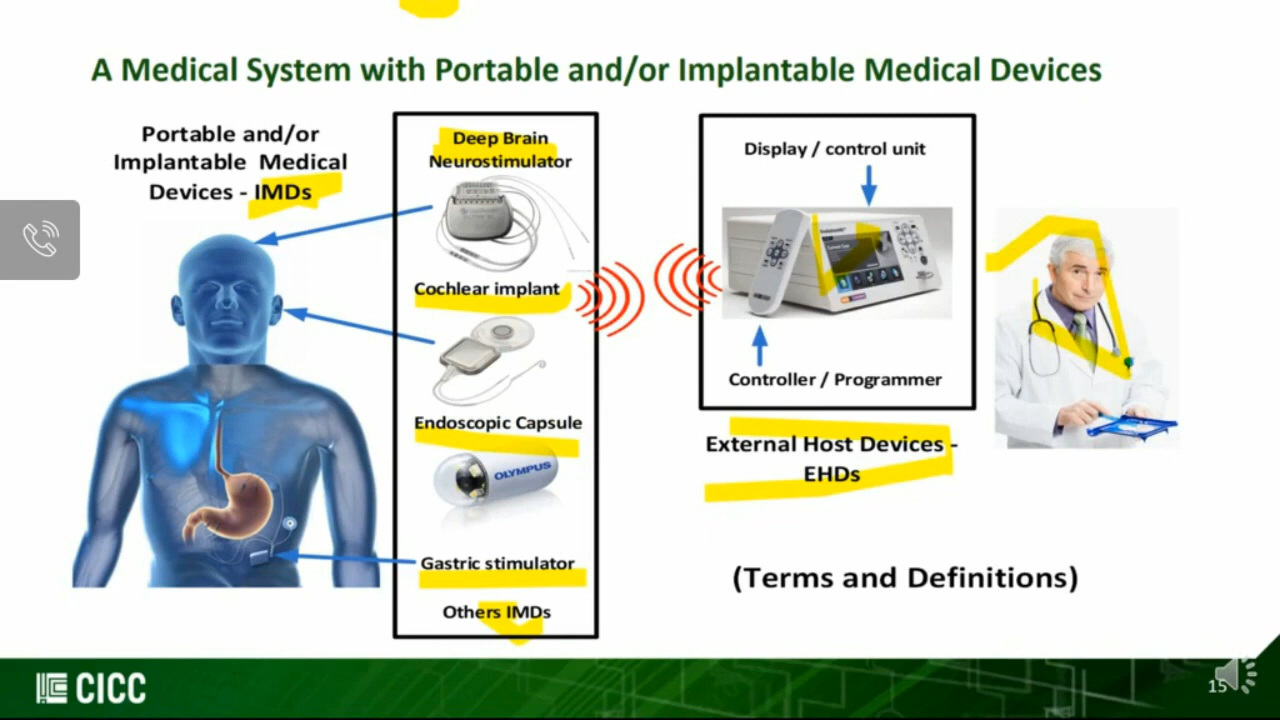 A Medical System with Portable and/or Implantable Medical Devices
Portable and/or
Implantable Medical
Devices - IMDs
Deep Brain
Neurostimulator
Cochlear implant
Endoscopic Capsule
OLYMPUS
Gastric stimulator
Others IMDs
Display / control unit
Controller / Programmer
External Host Devices -
EHDs
(Terms and Definitions)
CICC
15